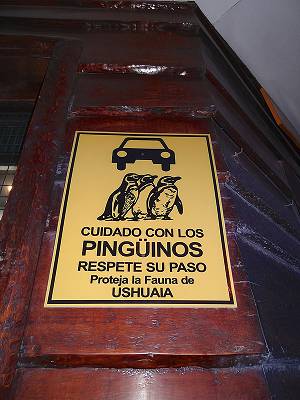 CUIDADO CON LOS
PINGÜINOS
RESPETE SU PASO
Proteja la Fauna de
USHUAIA